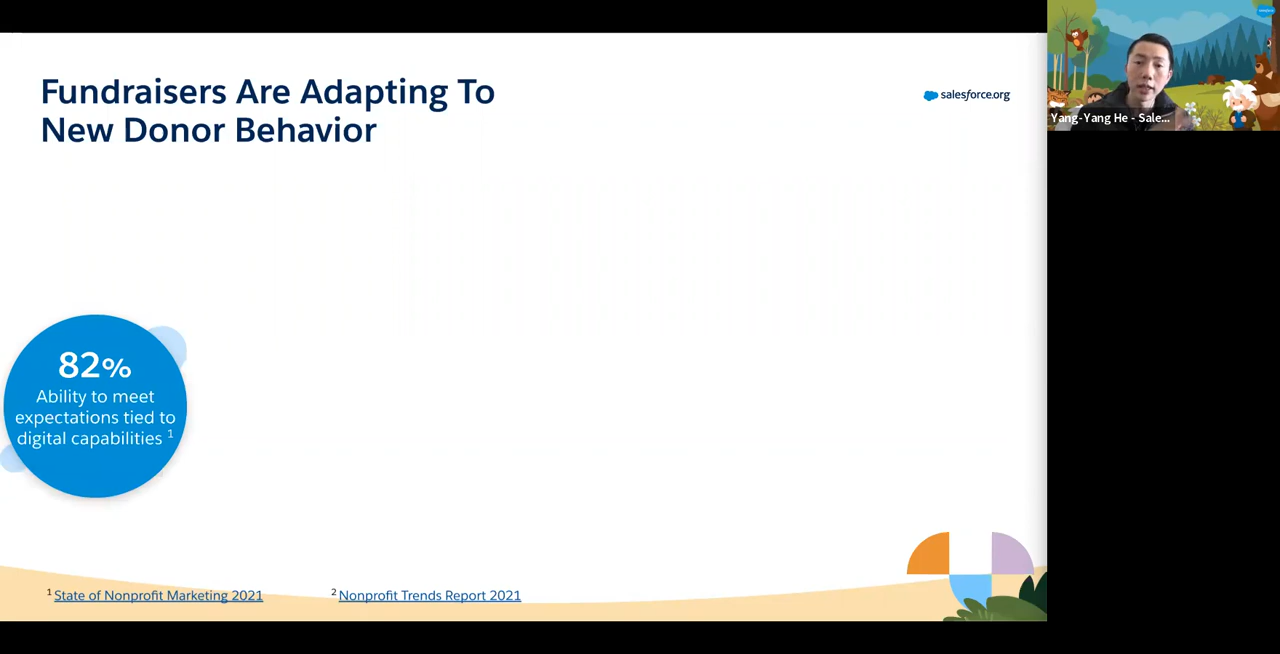 Fundraisers Are Adapting To
New Donor Behavior
salesforce.org
Yang-Yang He - Sale...
82%
Ability to meet
expectations tied to
digital capabilities 1
1 State of Nonprofit Marketing 2021
2 Nonprofit Trends Report 2021